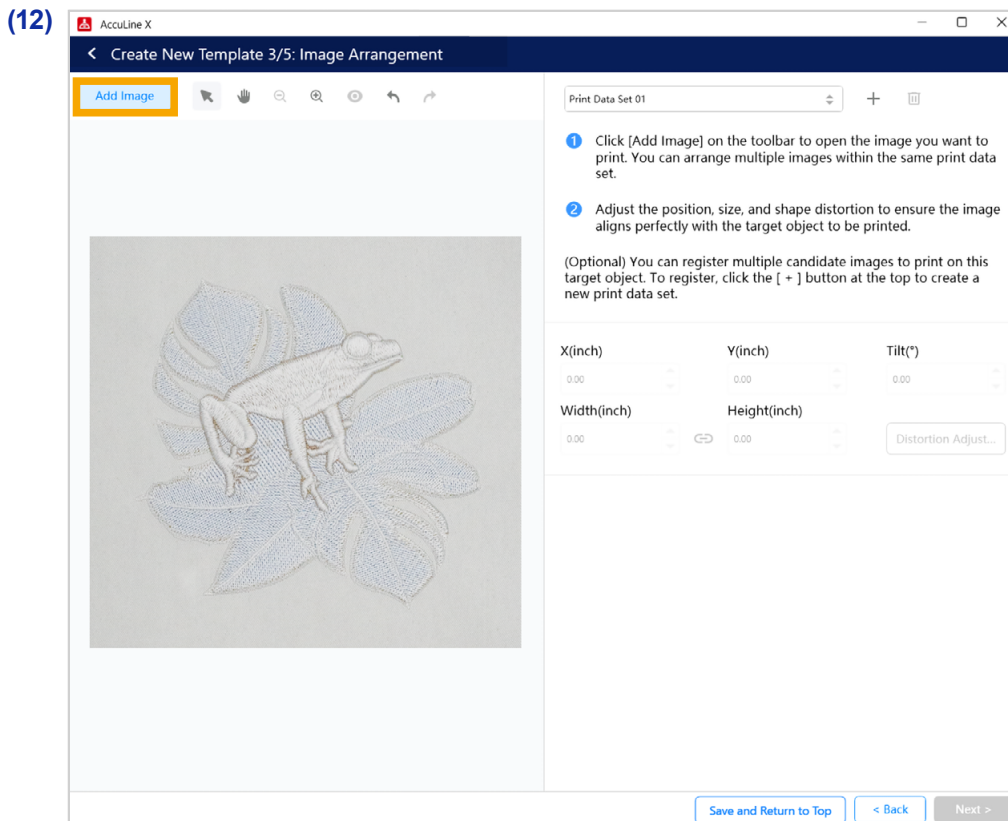 (12)
AccuLine X
Create New Template 3/5: Image Arrangement
Add Image
Print Data Set 01
1 Click [Add Image] on the toolbar to open the image you want to
print. You can arrange multiple images within the same print data
set.
2 Adjust the position, size, and shape distortion to ensure the image
aligns perfectly with the target object to be printed.
(Optional) You can register multiple candidate images to print on this
target object. To register, click the [ + ] button at the top to create a
new print data set.
X(inch) Y(inch) Tilt(°)
0.00 0.00 0.00
Width(inch) Height(inch)
0.00 0.00 Distortion Adjust...
Save and Return to Top < Back Next >